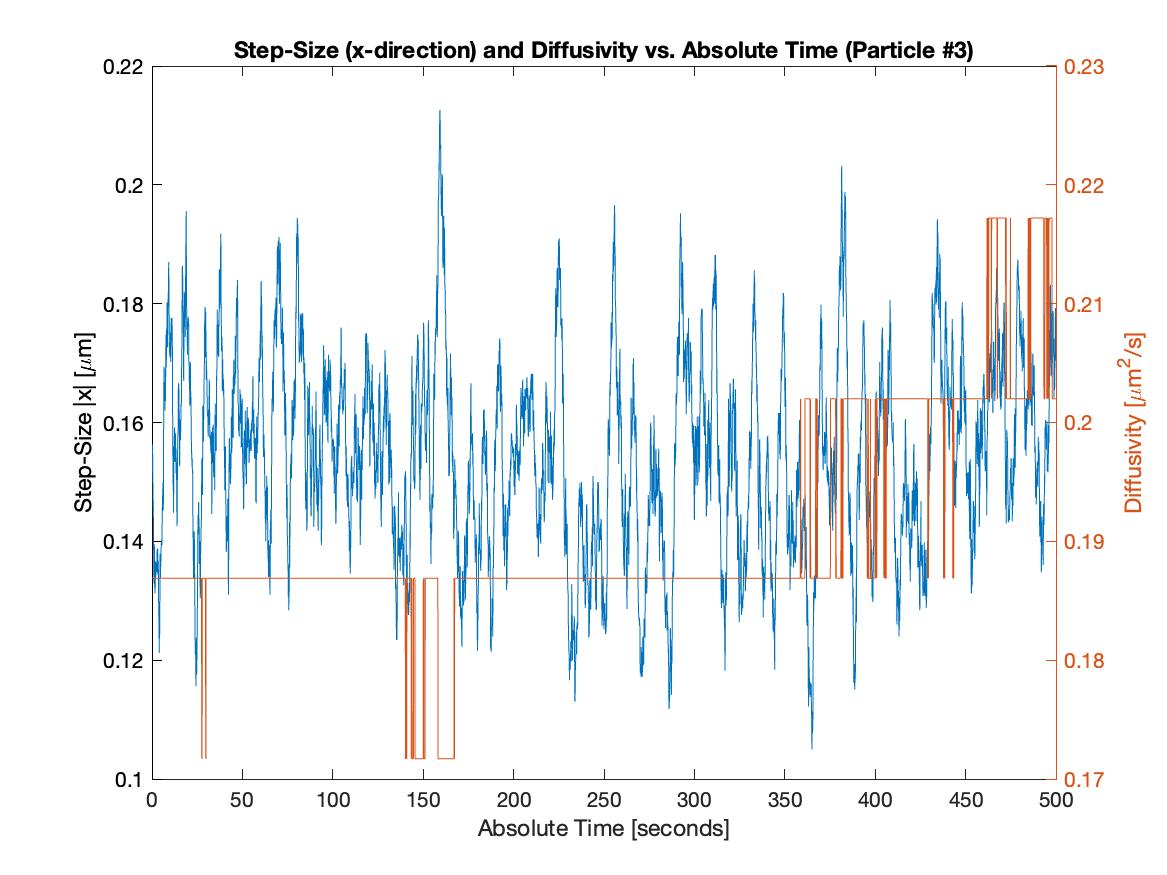 Step-Size (x-direction) and Diffusivity vs. Absolute Time (Particle #3)
0.22
0.2
0.18
0.16
0.14
0.12
0.1
Step-Size |x| [μm]
0.23
0.22
0.21
0.2
0.19
0.18
0.17
Diffusivity [μm²/s]
0 50 100 150 200 250 300 350 400 450 500
Absolute Time [seconds]